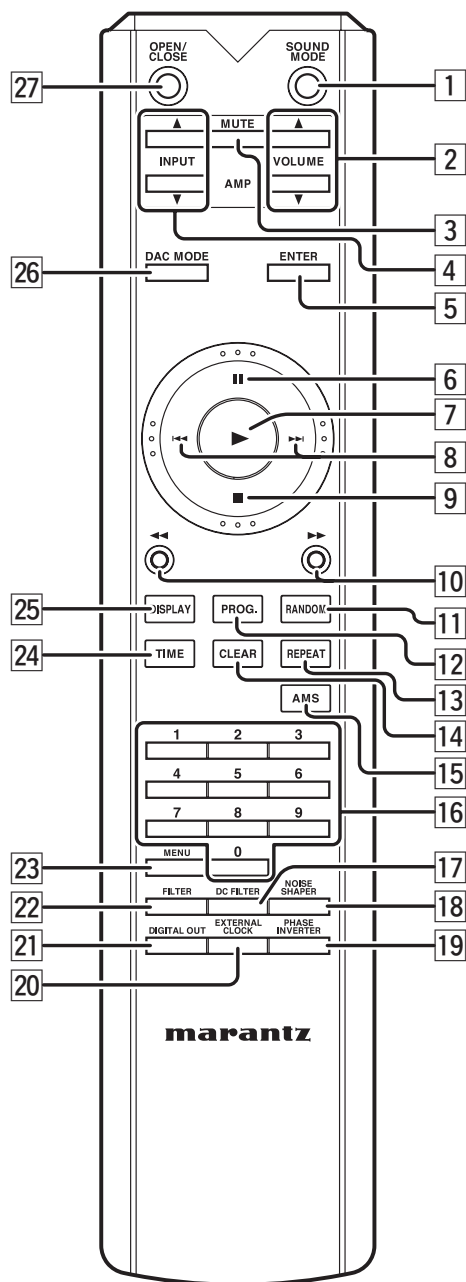 OPEN/
CLOSE
SOUND
MODE
27
1
MUTE
INPUT
VOLUME
2
AMP
3
4
26
DAC MODE
ENTER
5
6
7
8
9
10
25
DISPLAY
PROG.
RANDOM
11
12
24
TIME
CLEAR
REPEAT
13
14
AMS
15
1 2 3
4 5 6
16
7 8 9
23
MENU
0
17
22
FILTER
DC FILTER
NOISE
SHAPER
18
21
DIGITAL OUT
EXTERNAL
CLOCK
PHASE
INVERTER
19
20
marantz